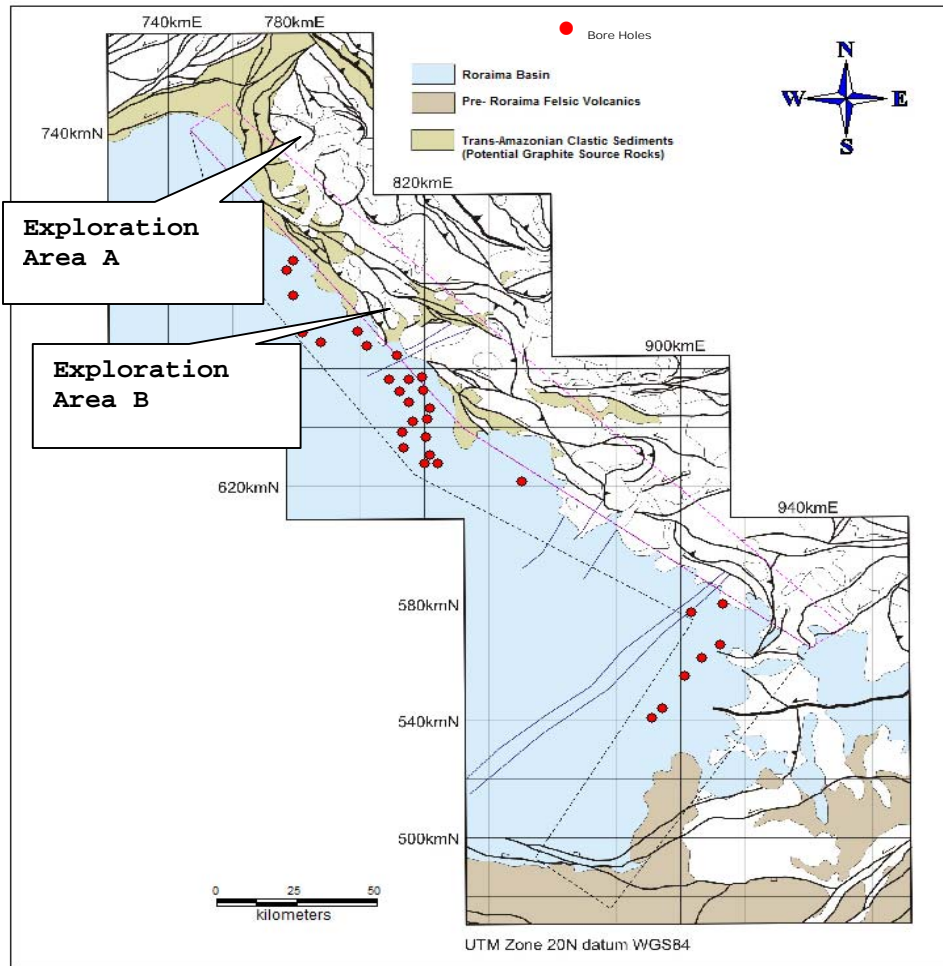 740kmE 780kmE
Bore Holes
Roraima Basin
Pre- Roraima Felsic Volcanics
Trans-Amazonian Clastic Sediments
(Potential Graphite Source Rocks)
N
W E
S
740kmN
820kmE
Exploration
Area A
900kmE
Exploration
Area B
620kmN
940kmE
580kmN
540kmN
500kmN
0 25 50
kilometers
UTM Zone 20N datum WGS84